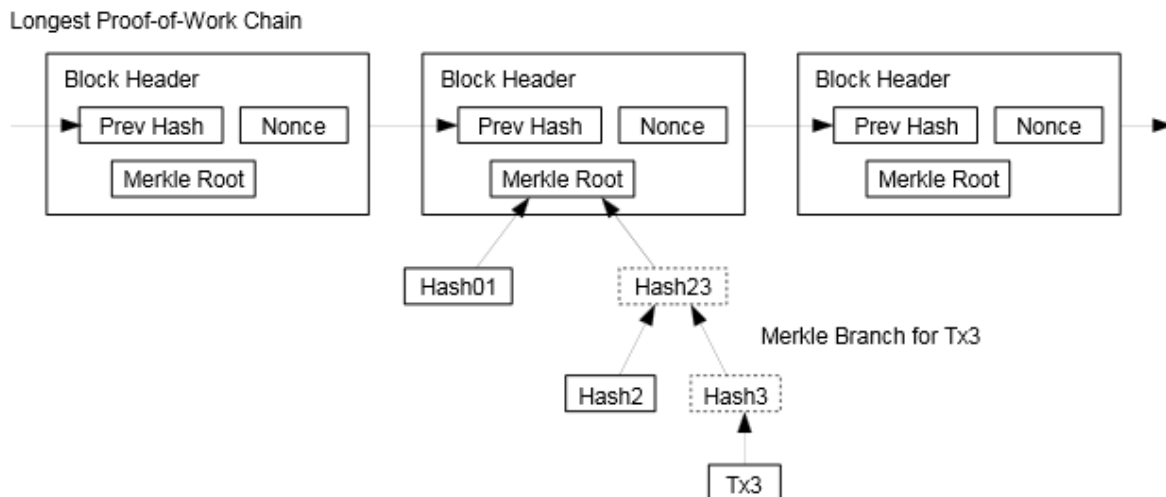 Longest Proof-of-Work Chain
Block Header
Block Header
Block Header
Prev Hash
Nonce
Prev Hash
Nonce
Prev Hash
Nonce
Merkle Root
Merkle Root
Merkle Root
Hash01
Hash23
Merkle Branch for Tx3
Hash2
Hash3
Tx3